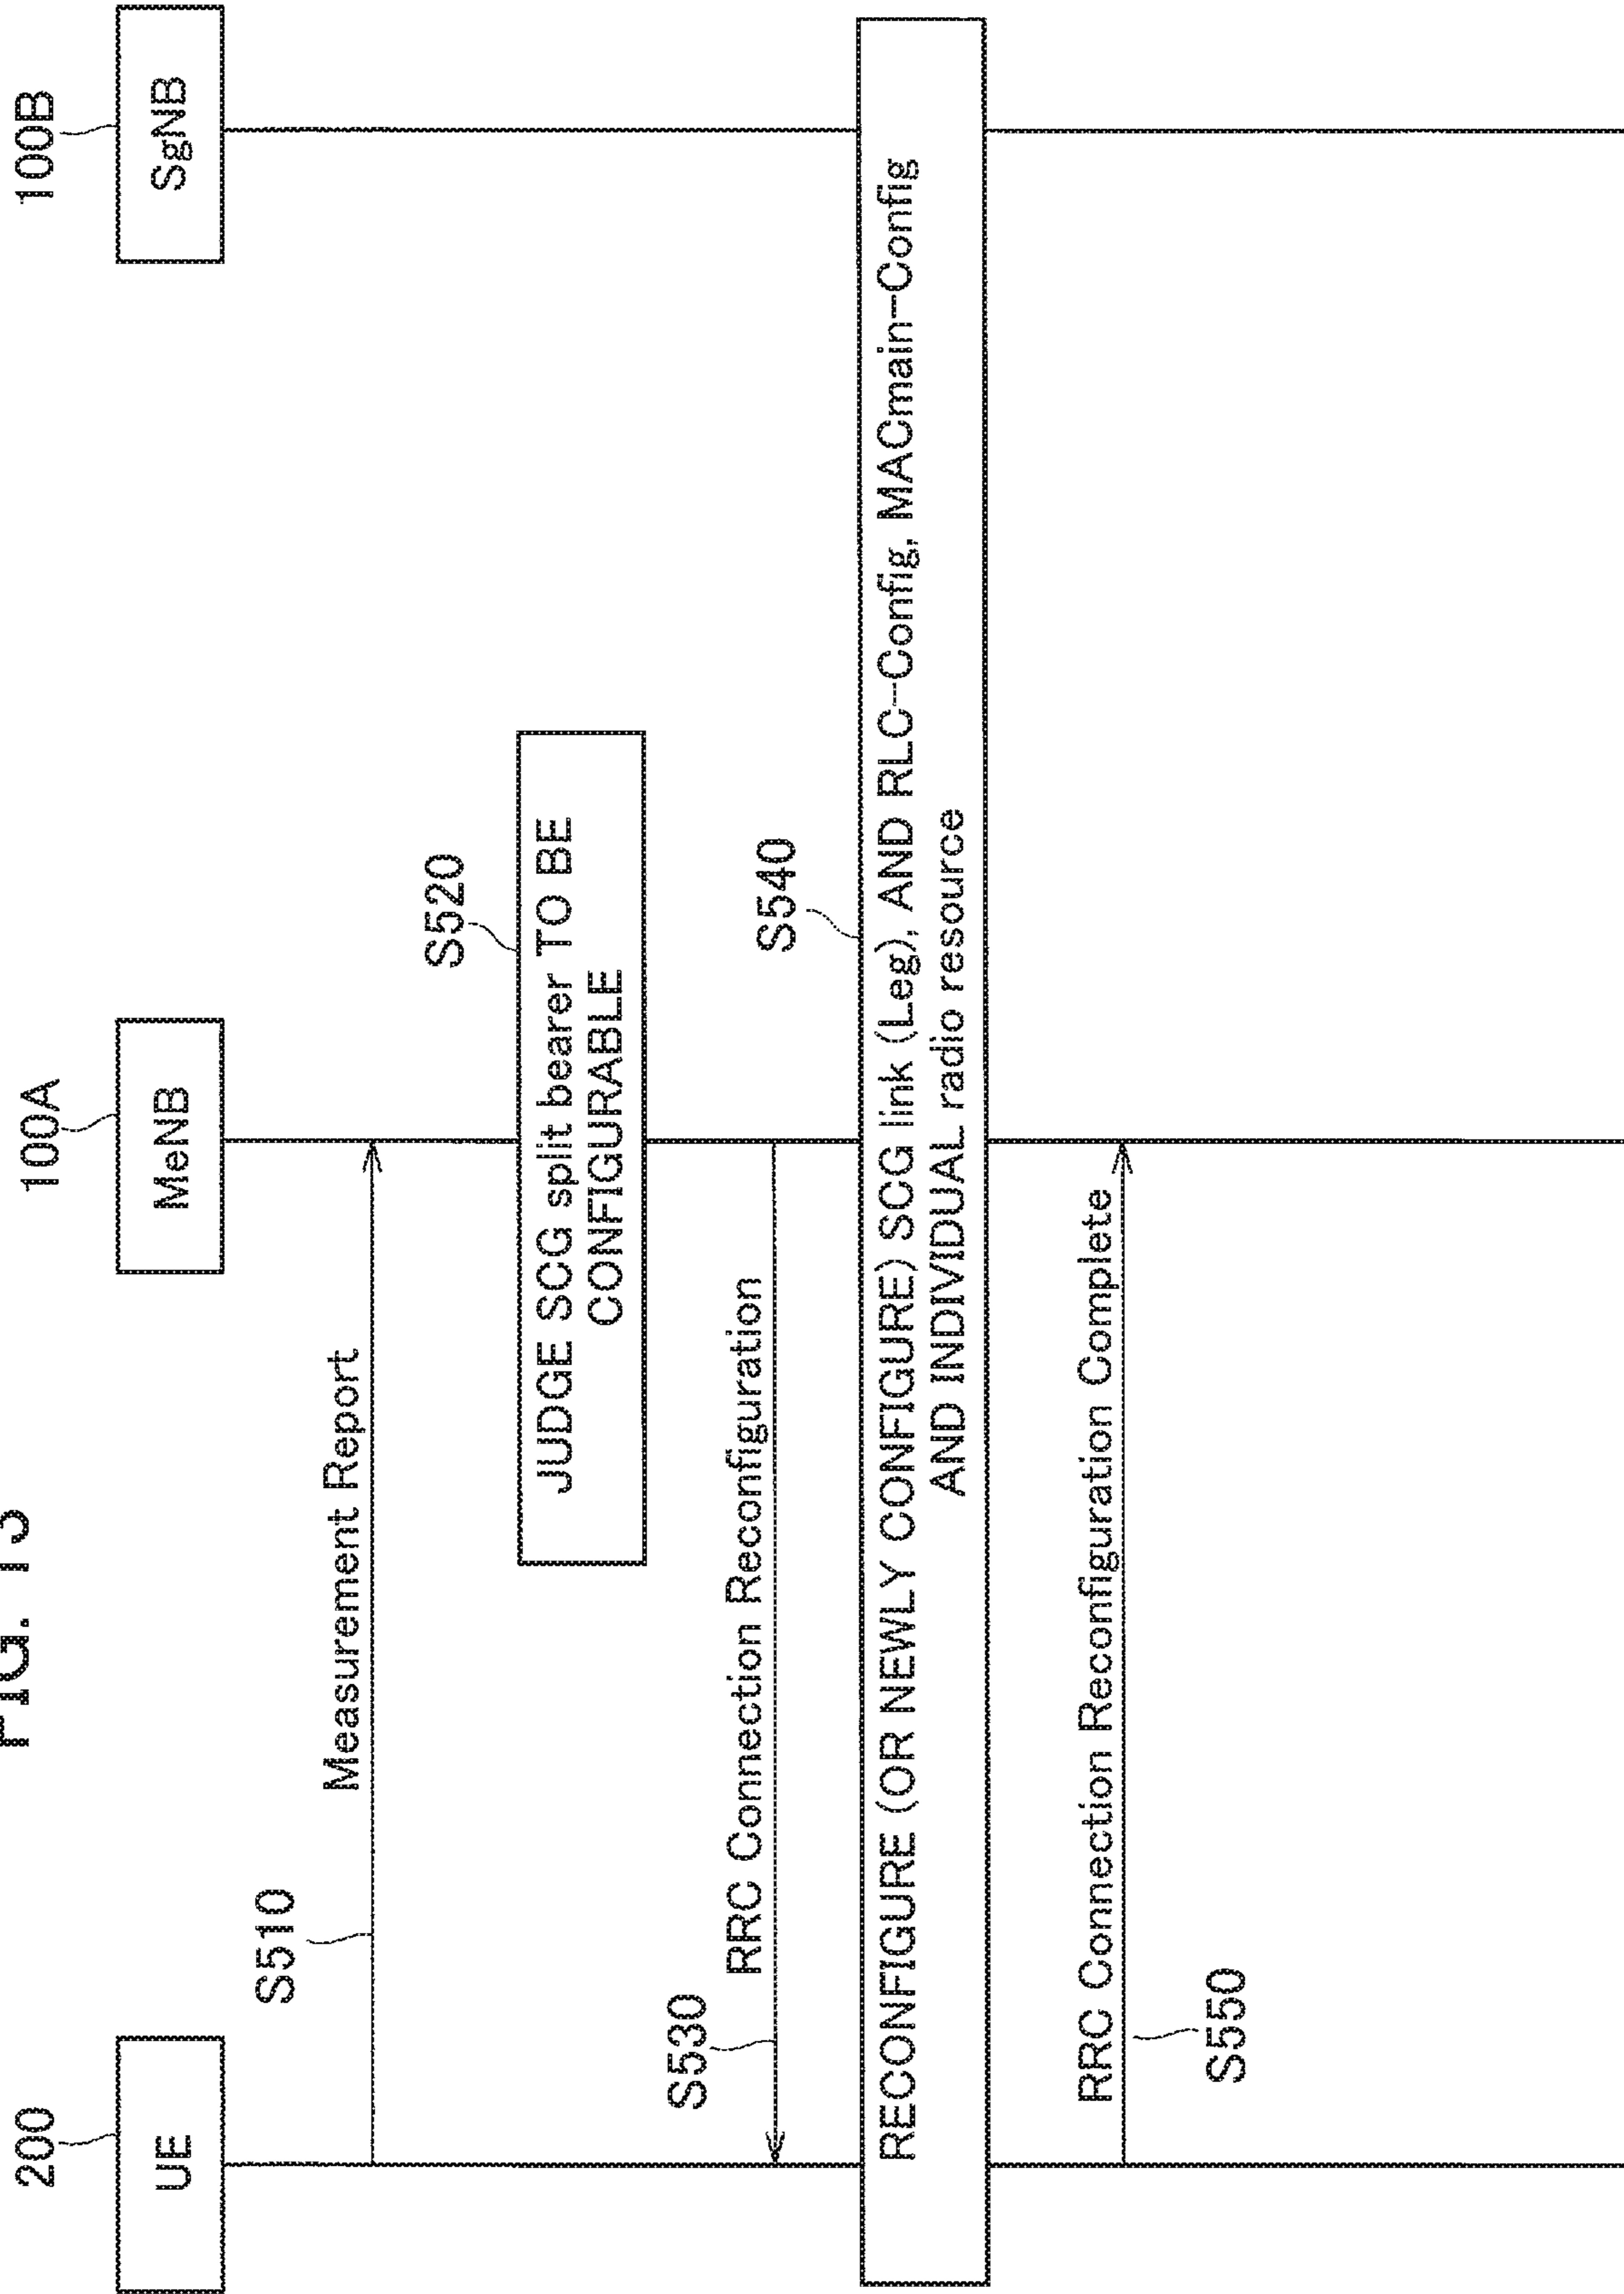 FIG.
200
UE
100A
MeNB
100B
SgNB
S510
Measurement Report
S520
JUDGE SCG split bearer TO BE
CONFIGURABLE
S530
RRC Connection Reconfiguration
S540
RECONFIGURE (OR NEWLY CONFIGURE) SCG link (Leg), AND RLC-Config, MACmain-Config
AND INDIVIDUAL radio resource
RRC Connection Reconfiguration Complete
S550